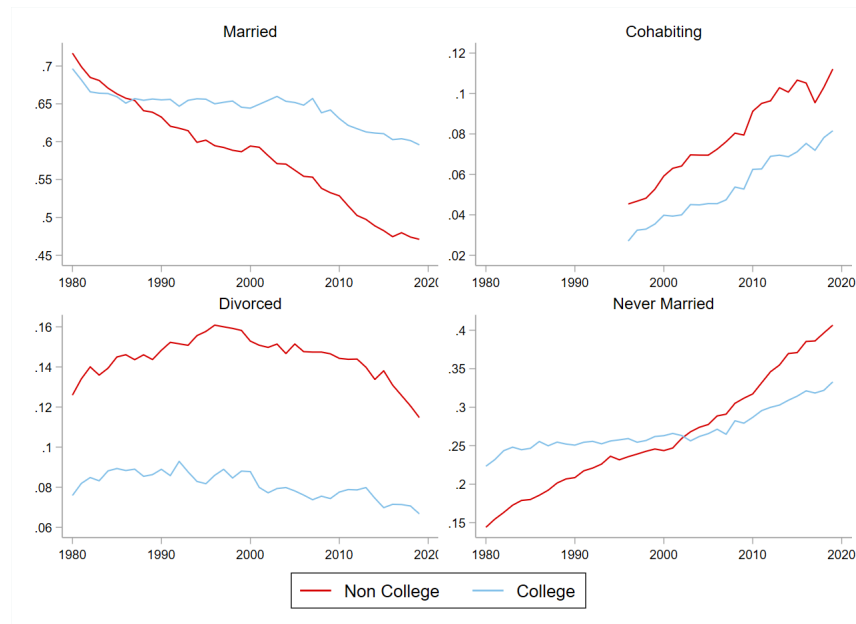 Married
.7
.65
.6
.55
.5
.45
1980 1990 2000 2010 2020
Cohabiting
.12
.1
.08
.06
.04
.02
1980 1990 2000 2010 2020
Divorced
.16
.14
.12
.1
.08
.06
1980 1990 2000 2010 2020
Never Married
.4
.35
.3
.25
.2
.15
1980 1990 2000 2010 2020
Non College College